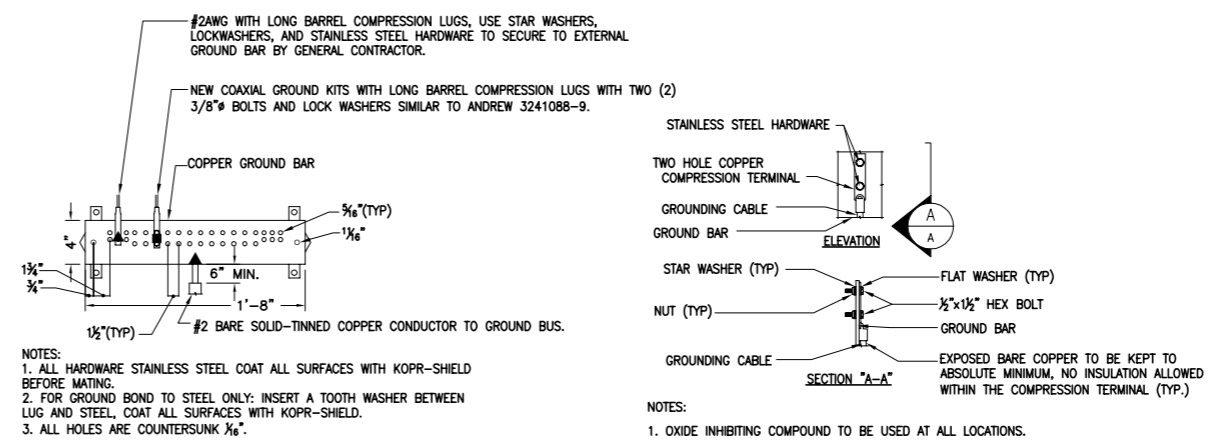 #2AWG WITH LONG BARREL COMPRESSION LUGS, USE STAR WASHERS,
LOCKWASHERS, AND STAINLESS STEEL HARDWARE TO SECURE TO EXTERNAL
GROUND BAR BY GENERAL CONTRACTOR.
NEW COAXIAL GROUND KITS WITH LONG BARREL COMPRESSION LUGS WITH TWO (2)
3/8"ø BOLTS AND LOCK WASHERS SIMILAR TO ANDREW 3241088-9.
COPPER GROUND BAR
5/16"(TYP)
1/16"
4"
1 3/4"
3/4"
6" MIN.
1'-8"
1 1/2"(TYP)
#2 BARE SOLID-TINNED COPPER CONDUCTOR TO GROUND BUS.
NOTES:
1. ALL HARDWARE STAINLESS STEEL COAT ALL SURFACES WITH KOPR-SHIELD
BEFORE MATING.
2. FOR GROUND BOND TO STEEL ONLY: INSERT A TOOTH WASHER BETWEEN
LUG AND STEEL, COAT ALL SURFACES WITH KOPR-SHIELD.
3. ALL HOLES ARE COUNTERSUNK 1/16".
STAINLESS STEEL HARDWARE
TWO HOLE COPPER
COMPRESSION TERMINAL
GROUNDING CABLE
GROUND BAR
ELEVATION
A
A
STAR WASHER (TYP)
FLAT WASHER (TYP)
NUT (TYP)
1/2"x1 1/2" HEX BOLT
GROUND BAR
GROUNDING CABLE
EXPOSED BARE COPPER TO BE KEPT TO
ABSOLUTE MINIMUM, NO INSULATION ALLOWED
WITHIN THE COMPRESSION TERMINAL (TYP.)
SECTION "A-A"
NOTES:
1. OXIDE INHIBITING COMPOUND TO BE USED AT ALL LOCATIONS.